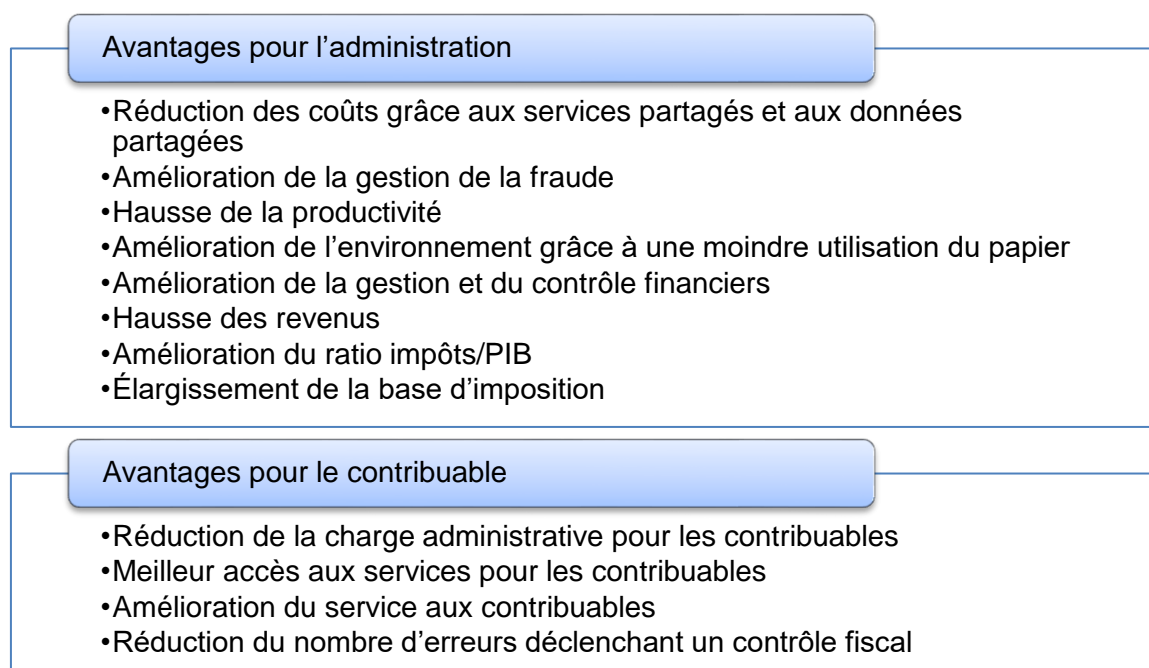 Avantages pour l’administration
•Réduction des coûts grâce aux services partagés et aux données
partagées
•Amélioration de la gestion de la fraude
•Hausse de la productivité
•Amélioration de l’environnement grâce à une moindre utilisation du papier
•Amélioration de la gestion et du contrôle financiers
•Hausse des revenus
•Amélioration du ratio impôts/PIB
•Élargissement de la base d’imposition
Avantages pour le contribuable
•Réduction de la charge administrative pour les contribuables
•Meilleur accès aux services pour les contribuables
•Amélioration du service aux contribuables
•Réduction du nombre d’erreurs déclenchant un contrôle fiscal